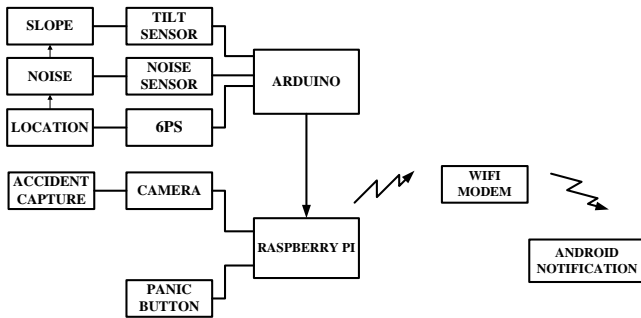 SLOPE
TILT
SENSOR
NOISE
NOISE
SENSOR
ARDUINO
LOCATION
6PS
ACCIDENT
CAPTURE
CAMERA
WIFI
MODEM
RASPBERRY PI
ANDROID
NOTIFICATION
PANIC
BUTTON